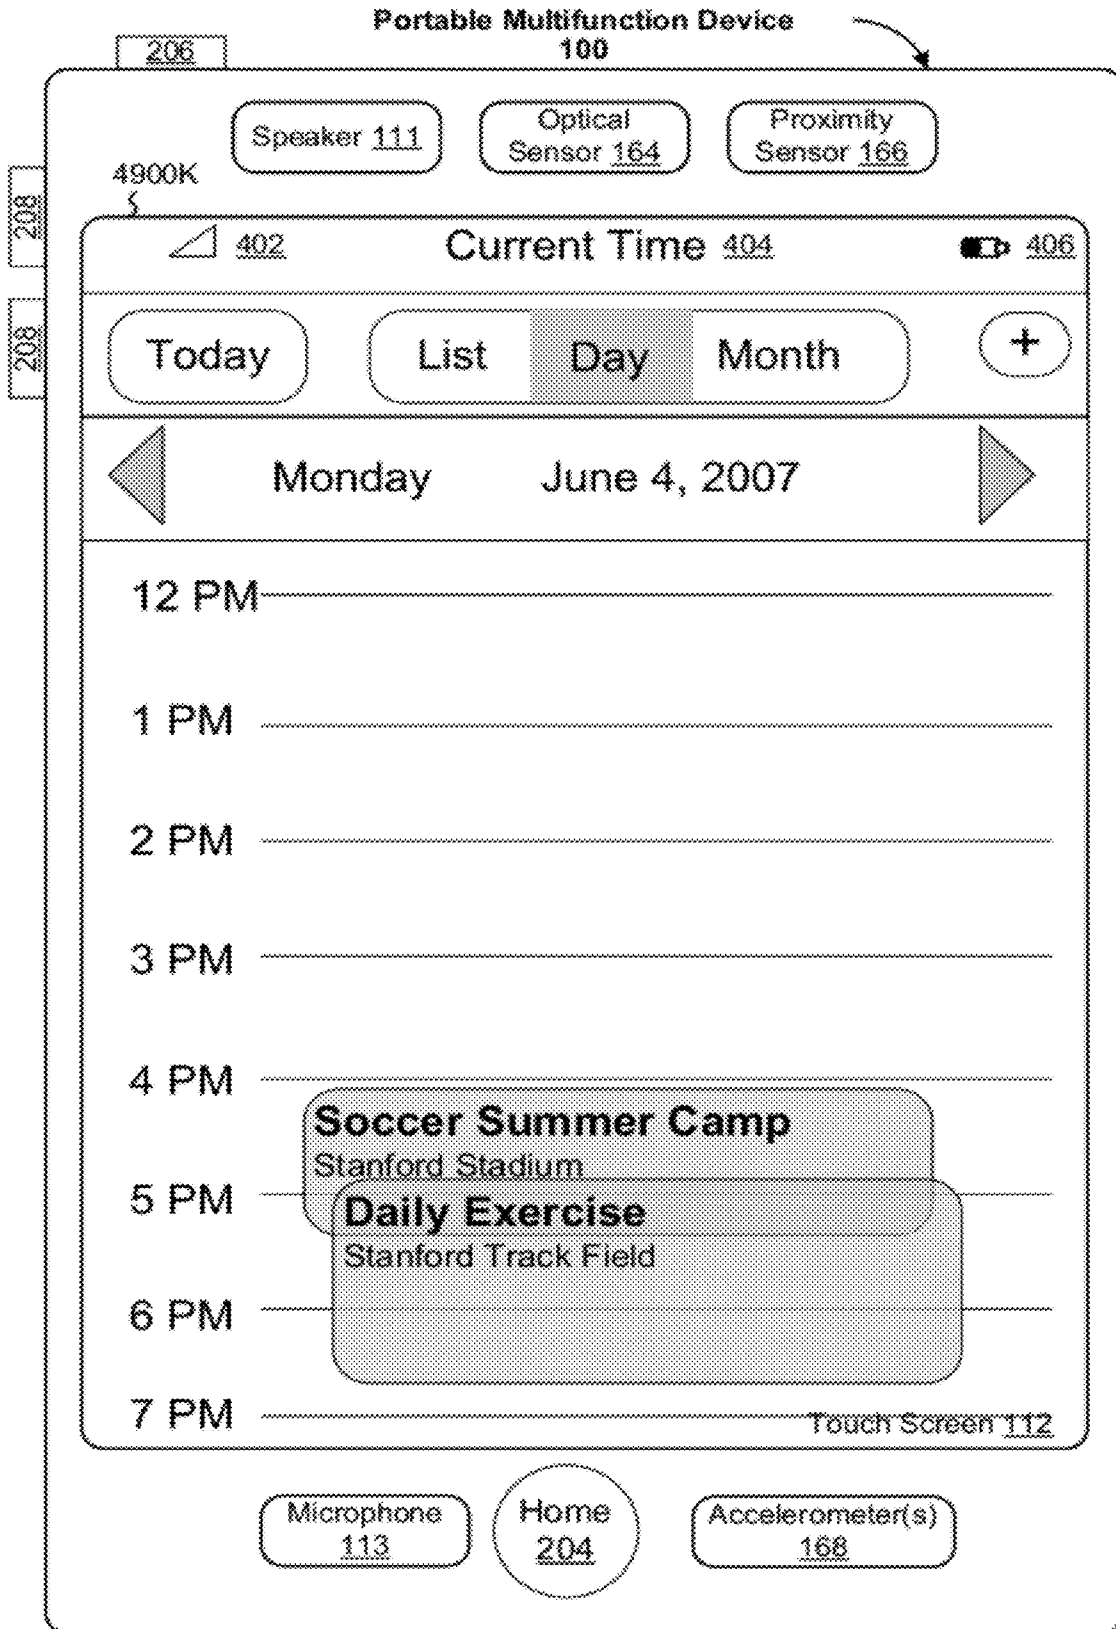 Portable Multifunction Device
100
206
Speaker 111
Optical
Sensor 164
Proximity
Sensor 166
4900K
208
208
402
Current Time 404
406
Today
List
Day
Month
+
Monday
June 4, 2007
12 PM
1 PM
2 PM
3 PM
4 PM
Soccer Summer Camp
Stanford Stadium
5 PM
Daily Exercise
Stanford Track Field
6 PM
7 PM
Touch Screen 112
Microphone
113
Home
204
Accelerometer(s)
168